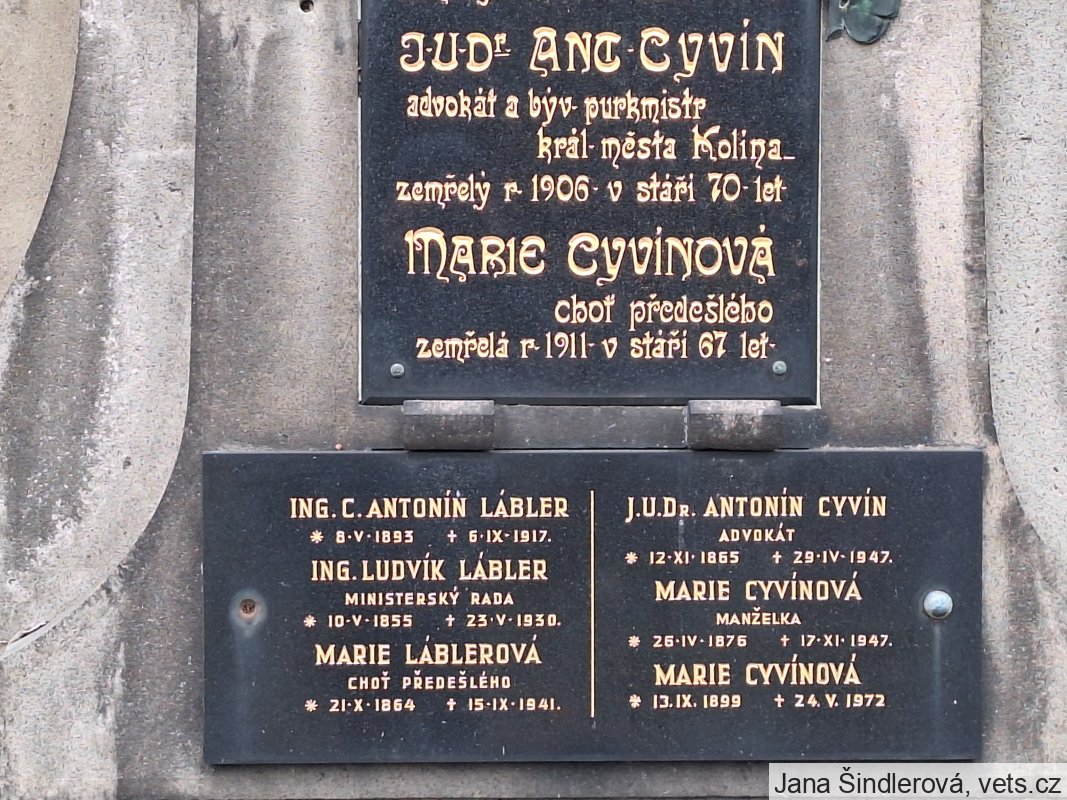 J·U·Dr· ANT·CYVÍN
advokát a býv· purkmistr
král·města Kolína
zemřelý r·1906·v stáří 70·let·
MARIE CYVÍNOVÁ
choť předešlého
zemřelá r·1911·v stáří 67 let·
ING. C. ANTONÍN LÁBLER
* 8·V·1893 ✝ 6·IX·1917.
ING. LUDVÍK LÁBLER
MINISTERSKÝ RADA
* 10·V·1855 ✝ 23·V·1930.
MARIE LÁBLEROVÁ
CHOŤ PŘEDEŠLÉHO
* 21·X·1864 ✝ 15·IX·1941.
J.U.DR. ANTONÍN CYVÍN
ADVOKÁT
* 12·XI·1865 ✝ 29·IV·1947.
MARIE CYVÍNOVÁ
MANŽELKA
* 26·IV·1876 ✝ 17·XI·1947.
MARIE CYVÍNOVÁ
* 13.IX.1899 ✝ 24.V.1972
Jana Šindlerová, vets.cz